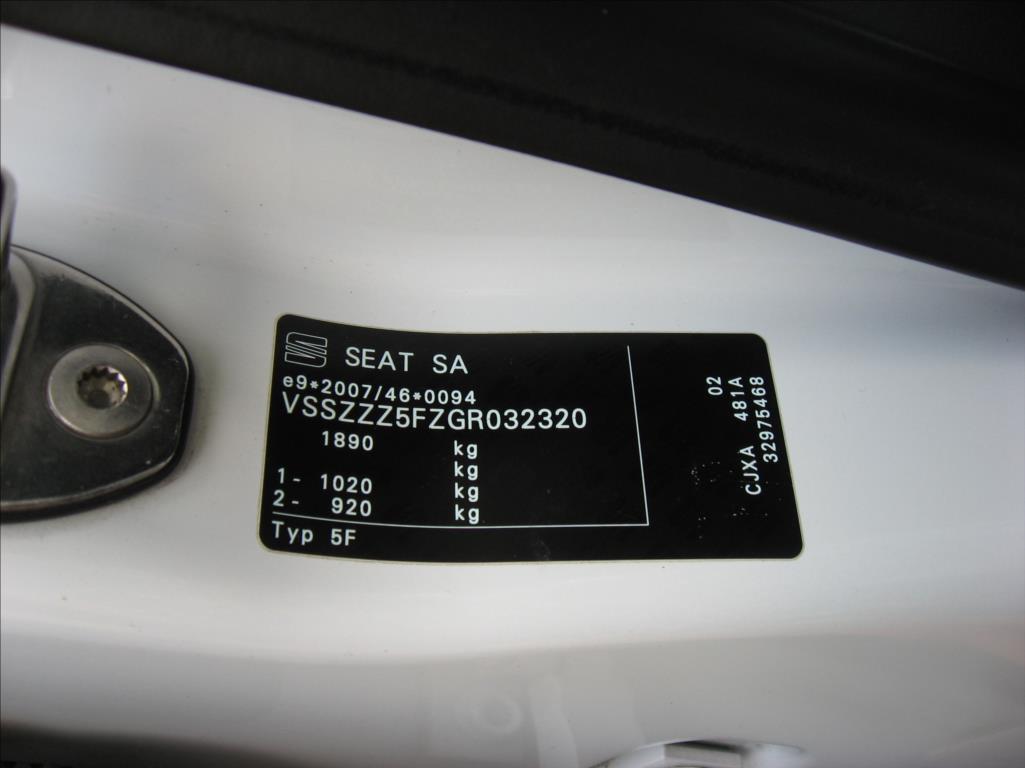 SEAT SA
e9*2007/46*0094
VSSZZZ5FZGR032320
1890 kg
kg
1- 1020 kg
2- 920 kg
Typ 5F
02
CJXA 481A
32975468